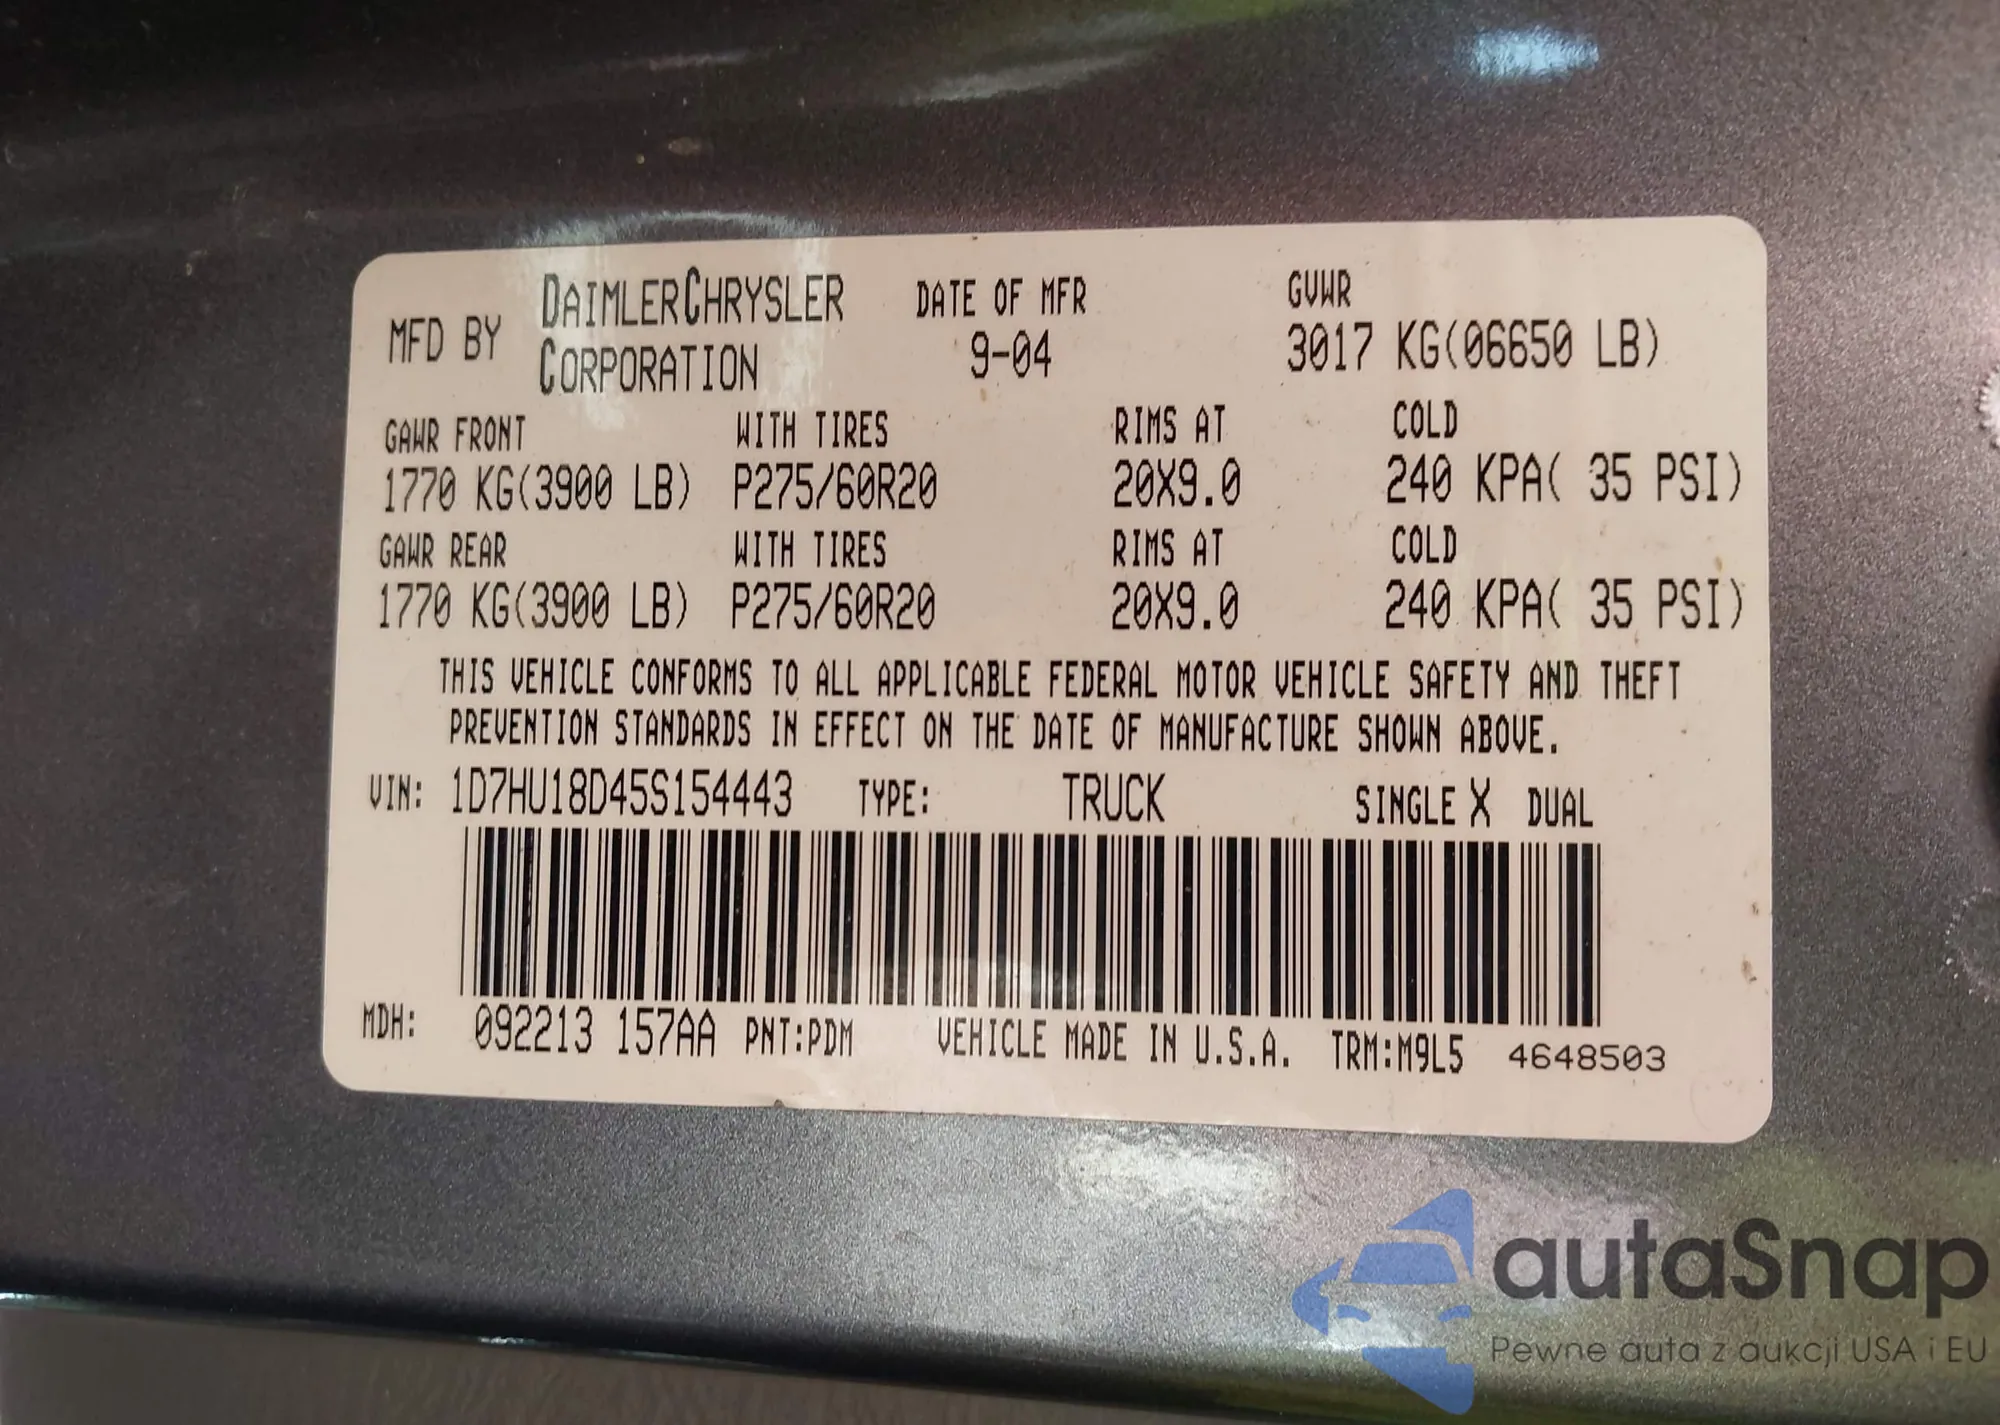 MFD BY DAIMLERCHRYSLER CORPORATION DATE OF MFR 9-04 GVWR 3017 KG(06650 LB)
GAWR FRONT WITH TIRES RIMS AT COLD
1770 KG(3900 LB) P275/60R20 20X9.0 240 KPA( 35 PSI)
GAWR REAR WITH TIRES RIMS AT COLD
1770 KG(3900 LB) P275/60R20 20X9.0 240 KPA( 35 PSI)
THIS VEHICLE CONFORMS TO ALL APPLICABLE FEDERAL MOTOR VEHICLE SAFETY AND THEFT
PREVENTION STANDARDS IN EFFECT ON THE DATE OF MANUFACTURE SHOWN ABOVE.
VIN: 1D7HU18D45S154443 TYPE: TRUCK SINGLE X DUAL
MDH: 092213 157AA PNT:PDM VEHICLE MADE IN U.S.A. TRM:M9L5 4648503
autaSnap
Pewne auta z aukcji USA i EU